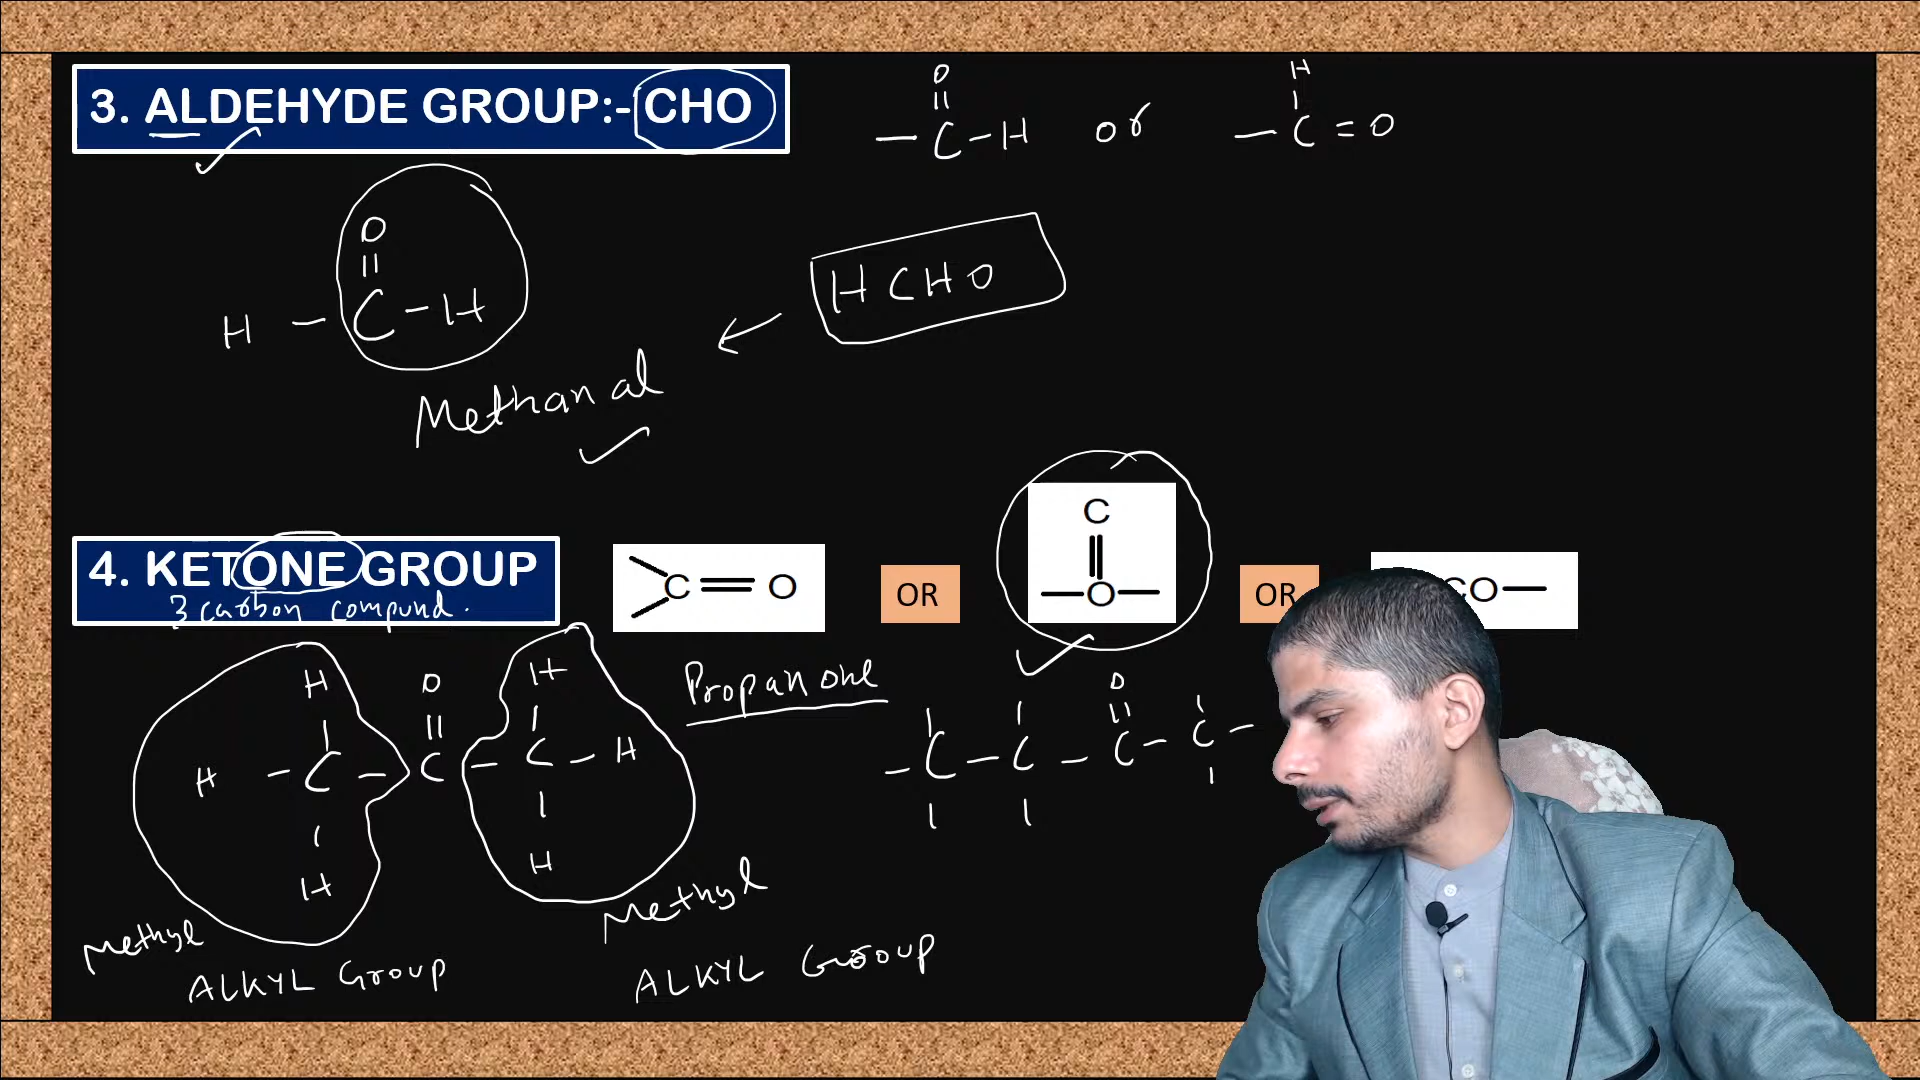 3. ALDEHYDE GROUP:- CHO
O
||
— C – H or
H
|
— C = O
O
||
H – C – H
HCHO
Methanal
4. KETONE GROUP
C = O
OR
C
||
— O —
OR
CO —
3 carbon compound.
H O H
| || |
H – C – C – C – H
| |
H H
Propanone
O
| | || |
– C – C – C – C –
| | |
Methyl
Methyl
ALKYL Group
ALKYL Group